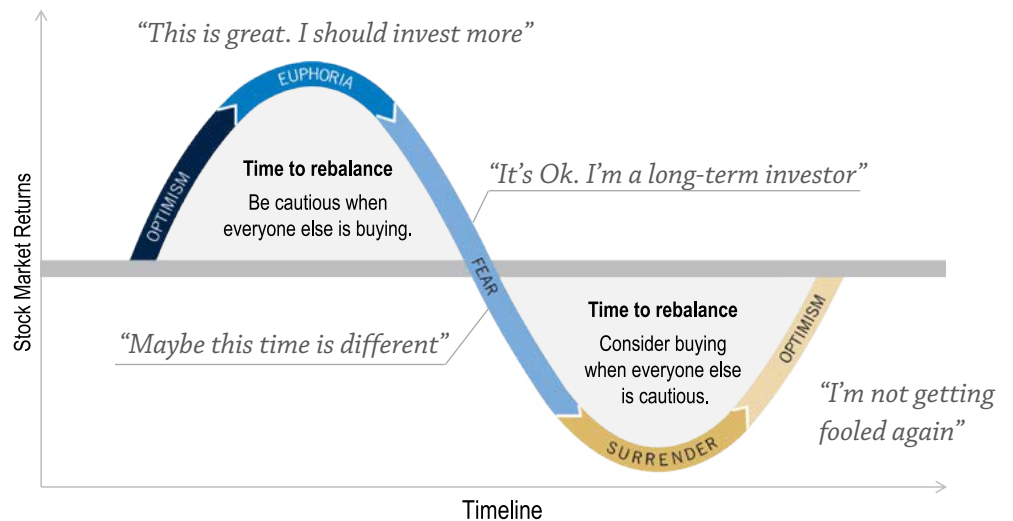 “This is great. I should invest more”
EUPHORIA
OPTIMISM
Time to rebalance
Be cautious when
everyone else is buying.
“It’s Ok. I’m a long-term investor”
Stock Market Returns
FEAR
“Maybe this time is different”
Time to rebalance
Consider buying
when everyone else
is cautious.
OPTIMISM
“I’m not getting
fooled again”
SURRENDER
Timeline